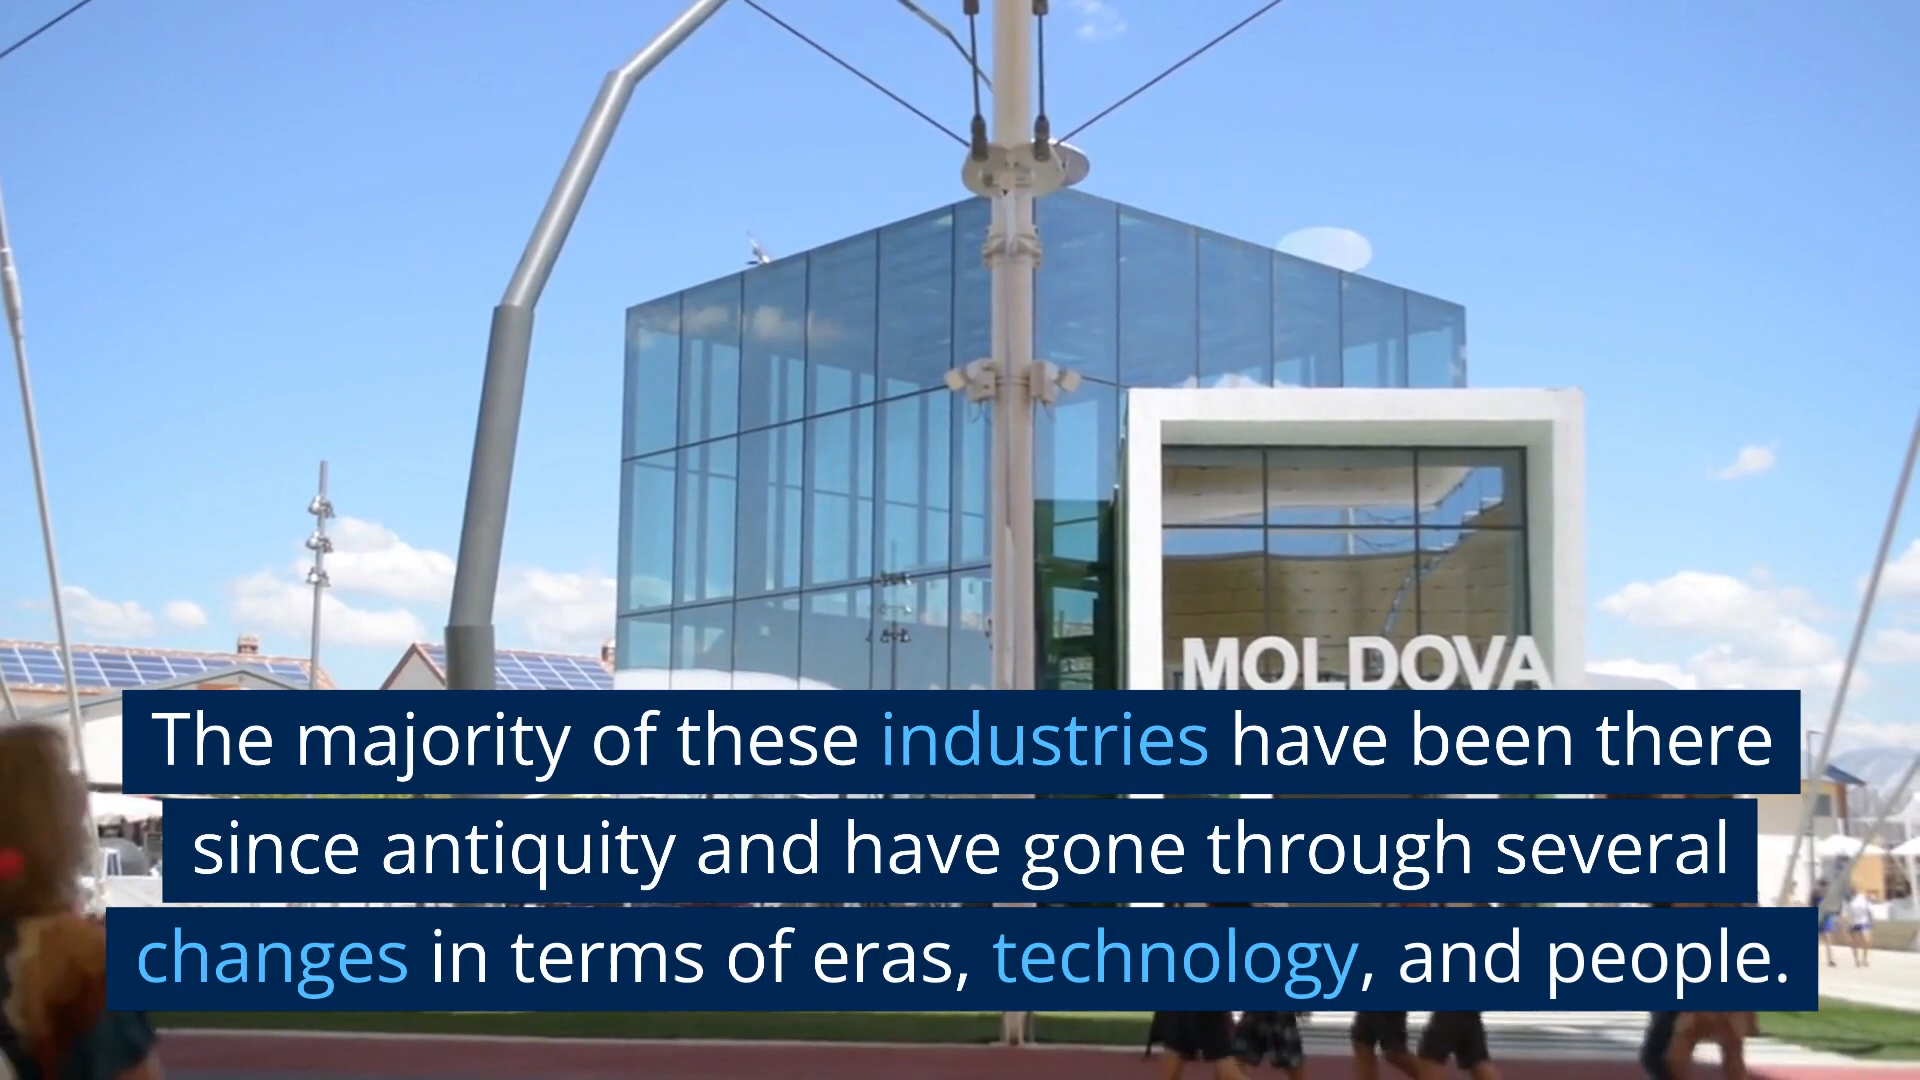 MOLDOVA
The majority of these industries have been there
since antiquity and have gone through several
changes in terms of eras, technology, and people.